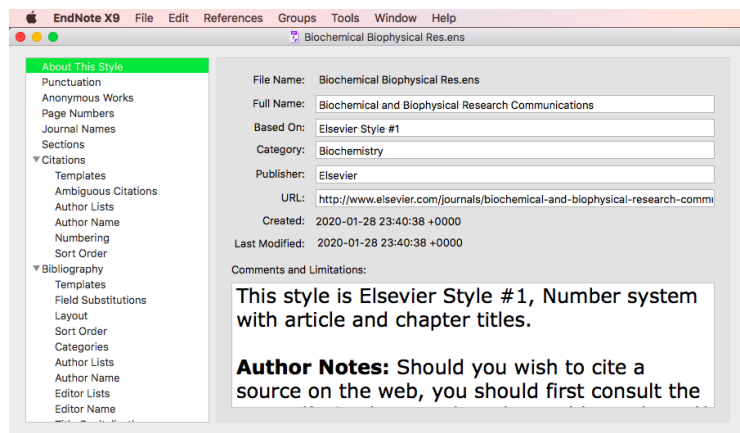 EndNote X9 File Edit References Groups Tools Window Help
Biochemical Biophysical Res.ens
About This Style
Punctuation
Anonymous Works
Page Numbers
Journal Names
Sections
Citations
Templates
Ambiguous Citations
Author Lists
Author Name
Numbering
Sort Order
Bibliography
Templates
Field Substitutions
Layout
Sort Order
Categories
Author Lists
Author Name
Editor Lists
Editor Name
File Name: Biochemical Biophysical Res.ens
Full Name: Biochemical and Biophysical Research Communications
Based On: Elsevier Style #1
Category: Biochemistry
Publisher: Elsevier
URL: http://www.elsevier.com/journals/biochemical-and-biophysical-research-commu
Created: 2020-01-28 23:40:38 +0000
Last Modified: 2020-01-28 23:40:38 +0000
Comments and Limitations:
This style is Elsevier Style #1, Number system
with article and chapter titles.
Author Notes: Should you wish to cite a
source on the web, you should first consult the